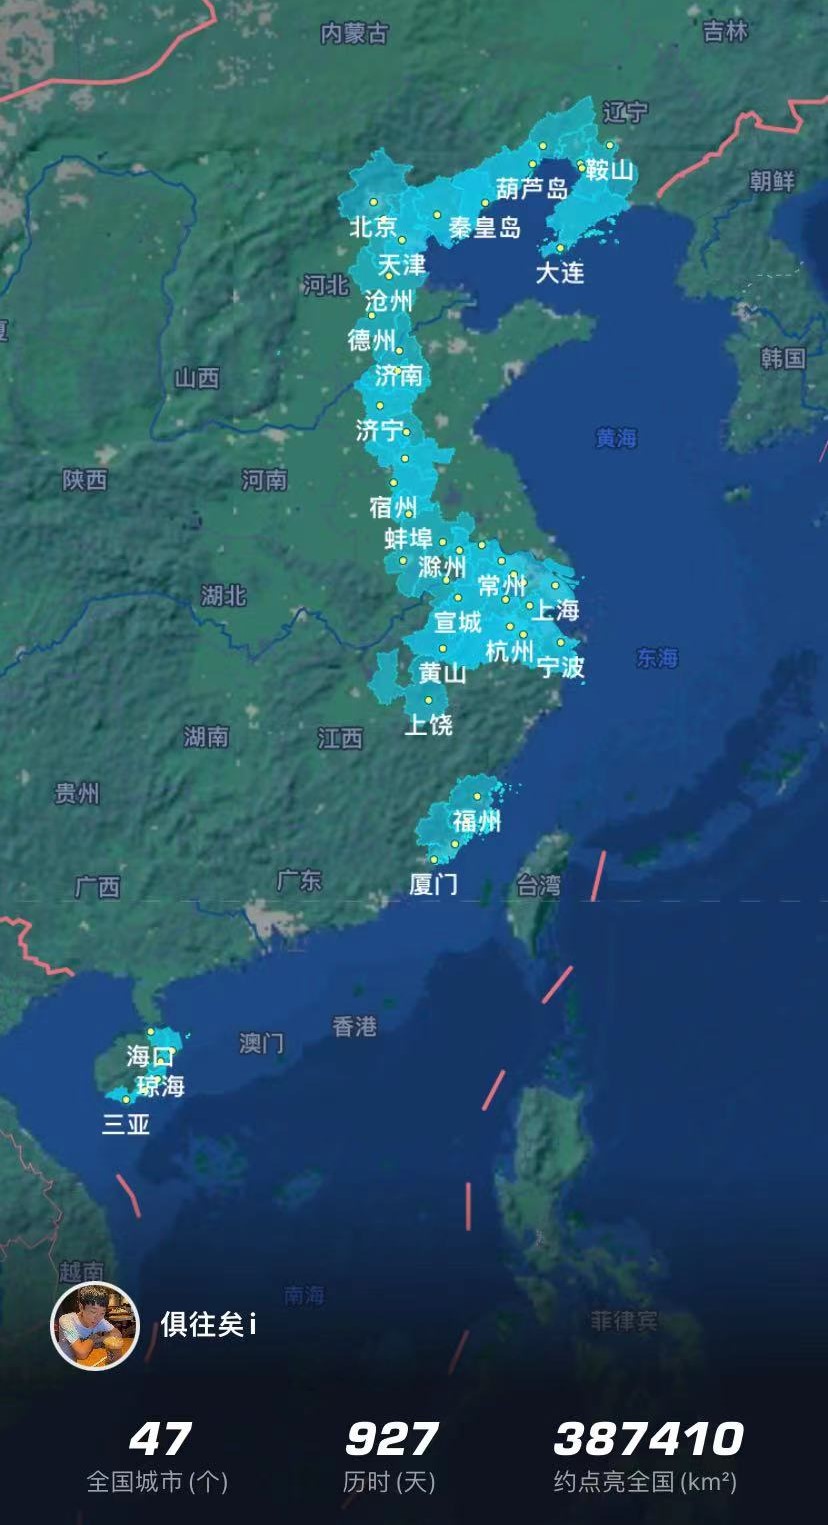 内蒙古
吉林
辽宁
鞍山
朝鲜
葫芦岛
北京
秦皇岛
天津
大连
河北
沧州
德州
韩国
济南
山西
济宁
黄海
陕西
河南
宿州
蚌埠
滁州
常州
湖北
上海
宣城
杭州
东海
宁波
黄山
上饶
湖南
江西
贵州
福州
厦门
广东
台湾
广西
香港
澳门
海口
琼海
三亚
越南
南海
菲律宾
俱往矣i
47 927 387410
全国城市(个) 历时(天) 约点亮全国(km²)